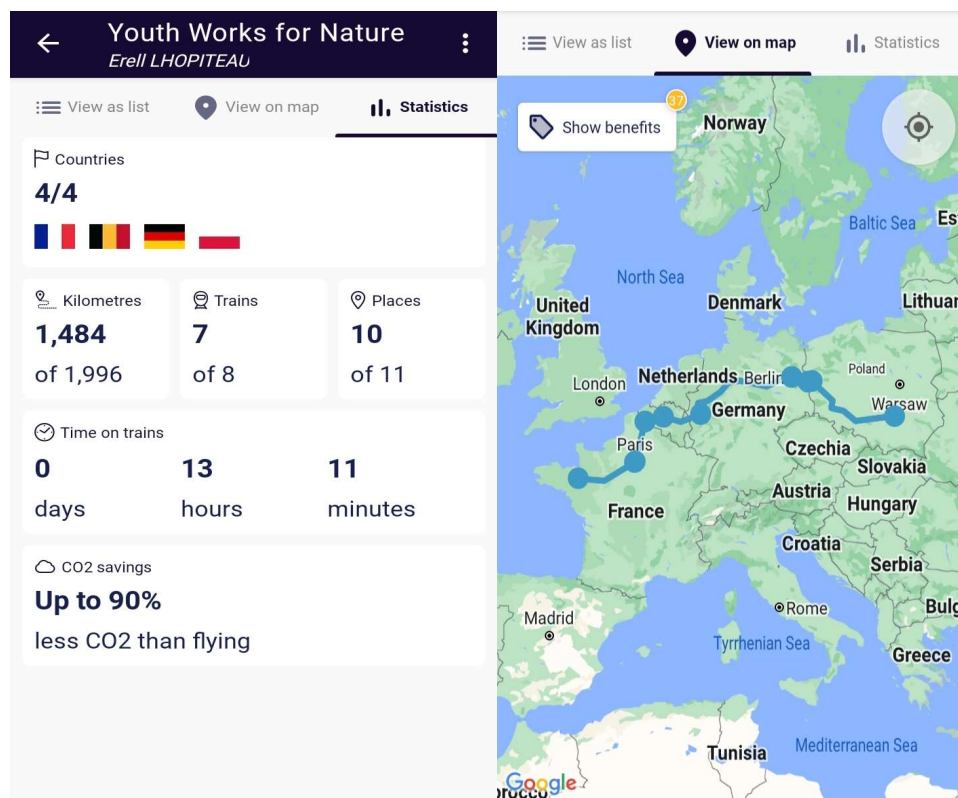 Youth Works for Nature
Erell LHOPITEAU
View as list
View on map
Statistics
Countries
4/4
Kilometres
1,484
of 1,996
Trains
7
of 8
Places
10
of 11
Time on trains
0
days
13
hours
11
minutes
CO2 savings
Up to 90%
less CO2 than flying
View as list
View on map
Statistics
37
Show benefits
Norway
Baltic Sea
Es
North Sea
United
Kingdom
Denmark
Lithuan
London
Netherlands
Berlin
Poland
Warsaw
Germany
Paris
Czechia
Slovakia
Austria
Hungary
France
Croatia
Serbia
Rome
Bulg
Madrid
Tyrrhenian Sea
Greece
Tunisia
Mediterranean Sea
Google
orocco